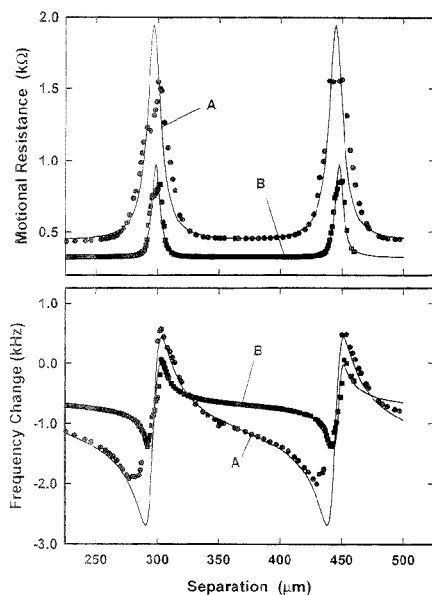 Motional Resistance (kΩ)
2.0
1.5
1.0
0.5
A
B
Frequency Change (kHz)
1.0
0.0
-1.0
-2.0
-3.0
B
A
250 300 350 400 450 500
Separation (μm)